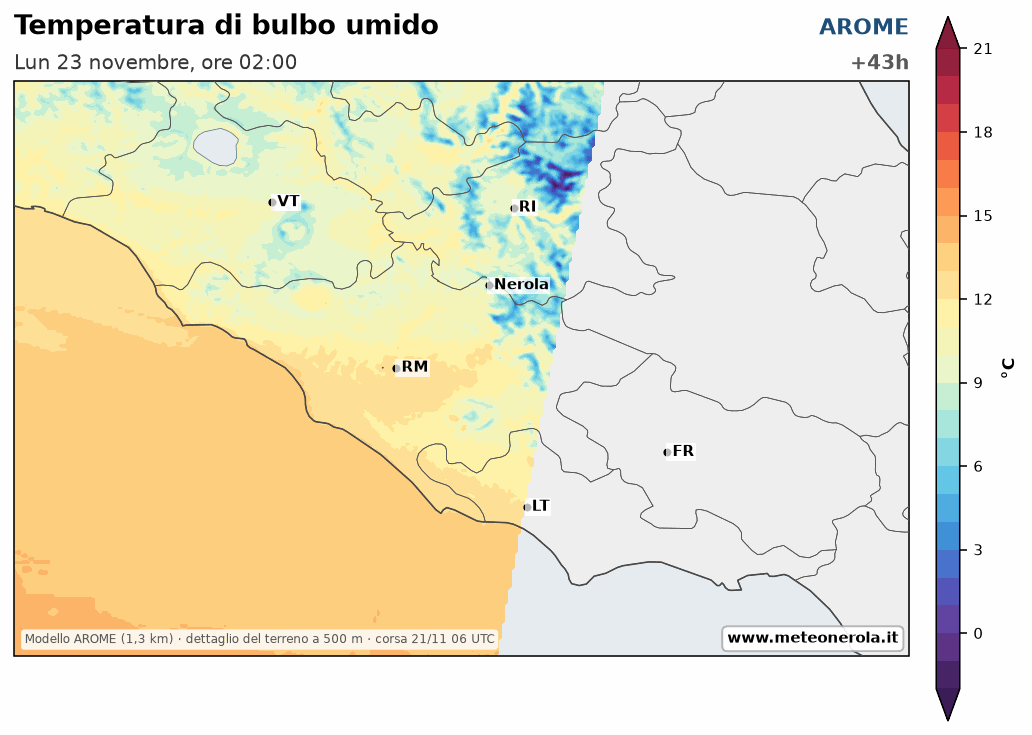 Temperatura di bulbo umido
AROME
Lun 23 novembre, ore 02:00
+43h
21
18
15
12
9
6
3
0
°C
VT
RI
Nerola
RM
FR
LT
Modello AROME (1,3 km) · dettaglio del terreno a 500 m · corsa 21/11 06 UTC
www.meteonerola.it